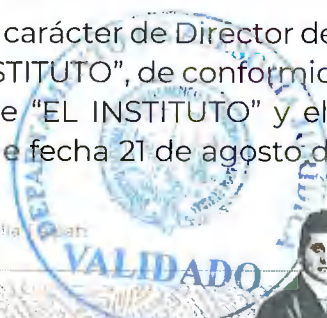 carácter de Director de
STITUTO”, de conformid
e “EL INSTITUTO” y el
e fecha 21 de agosto d
VALIDADO